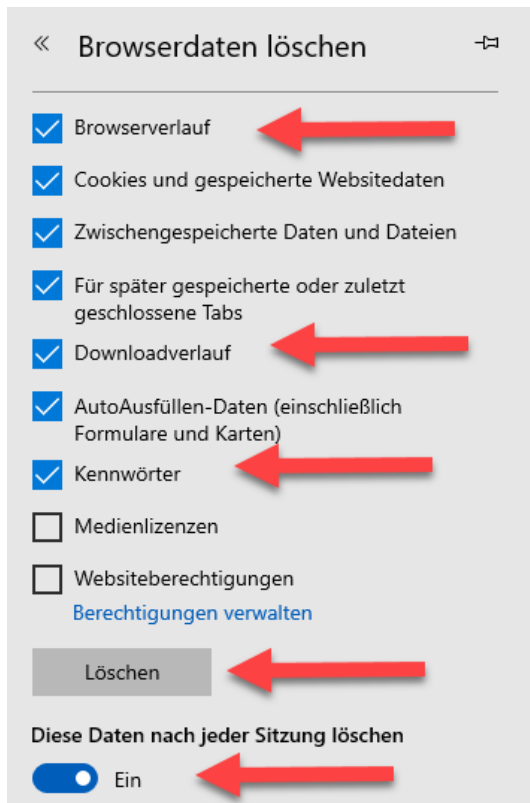 Browserdaten löschen
Browserverlauf
Cookies und gespeicherte Websitedaten
Zwischengespeicherte Daten und Dateien
Für später gespeicherte oder zuletzt
geschlossene Tabs
Downloadverlauf
AutoAusfüllen-Daten (einschließlich
Formulare und Karten)
Kennwörter
Medienlizenzen
Websiteberechtigungen
Berechtigungen verwalten
Löschen
Diese Daten nach jeder Sitzung löschen
Ein